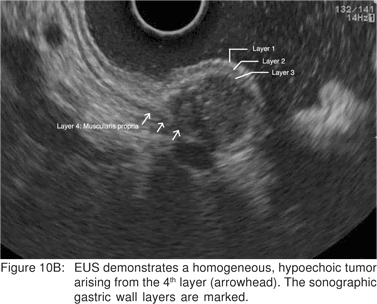 132/141
14Hz 1
Layer 1
Layer 2
Layer 3
Layer 4: Muscularis propria
Figure 10B: EUS demonstrates a homogeneous, hypoechoic tumor
arising from the 4th layer (arrowhead). The sonographic
gastric wall layers are marked.